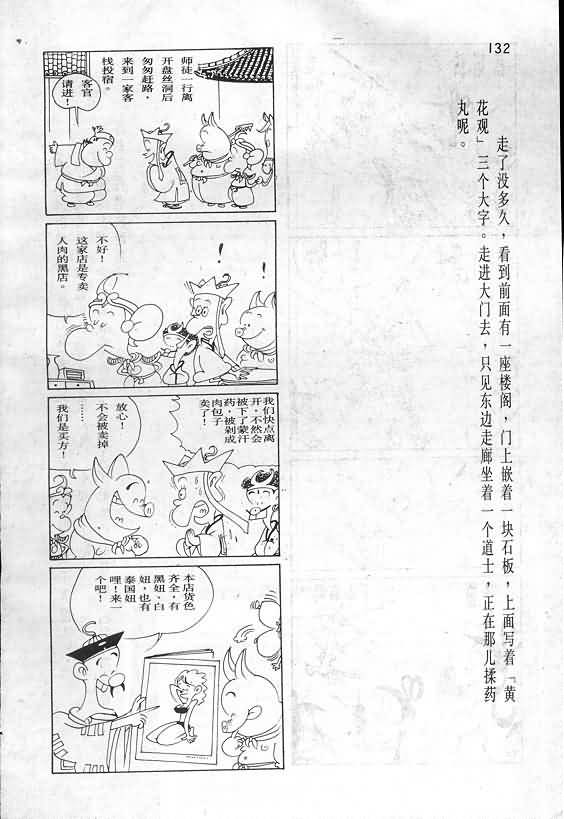 132
走了没多久，看到前面有一座楼阁，门上嵌着一块石板，上面写着「黄
花观」三个大字。走进大门去，只见东边走廊坐着一个道士，正在那儿揉药
丸呢。
师徒一行离
开盘丝洞后，
匆匆赶路，
来到一家客
栈投宿。
客官
请进！
！
！
不好！
这家店是专卖
人肉的黑店。
我们快点离
开，不然会
被下了蒙汗
药，被剁成
肉包子
卖了！
放心！
不会被卖掉
……
我们是买方！
本店货色
齐全，有
黑妞、白
妞，也有
泰国妞
哩！来一
个吧！